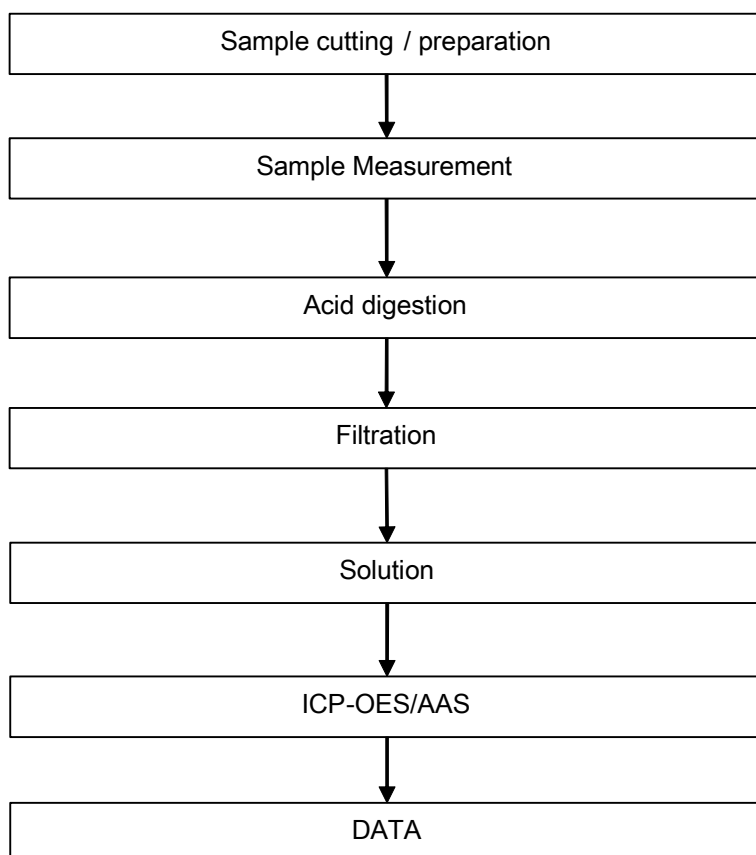 Sample cutting / preparation
Sample Measurement
Acid digestion
Filtration
Solution
ICP-OES/AAS
DATA